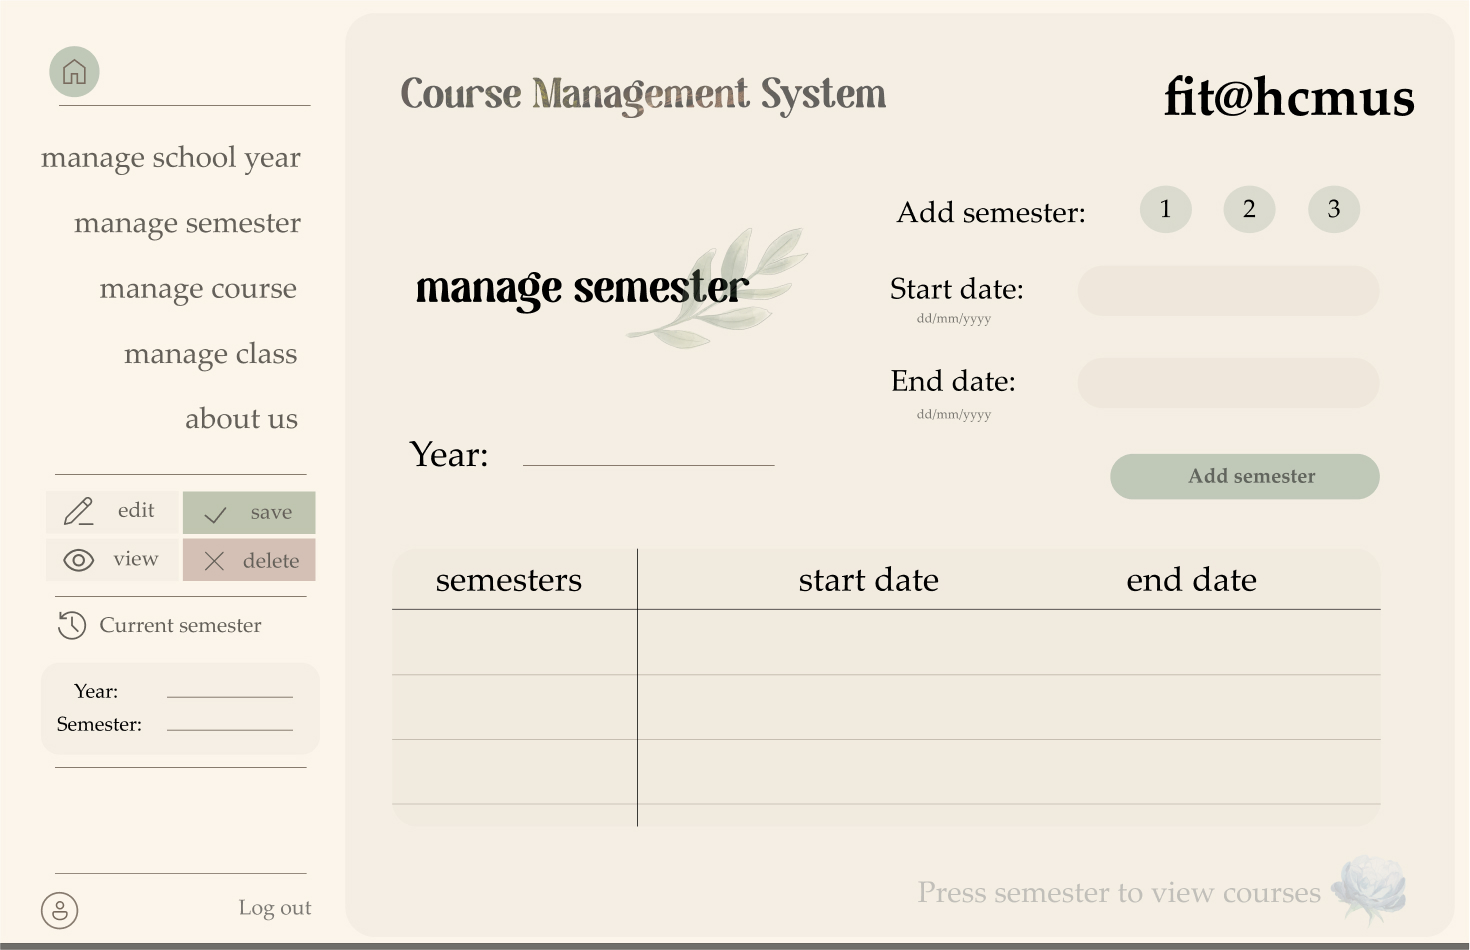 manage school year
manage semester
manage course
manage class
about us
edit
save
view
delete
Current semester
Year:
Semester:
Log out
Course Management System
fit@hcmus
manage semester
Year:
Add semester: 1 2 3
Start date:
dd/mm/yyyy
End date:
dd/mm/yyyy
Add semester
semesters start date end date
Press semester to view courses